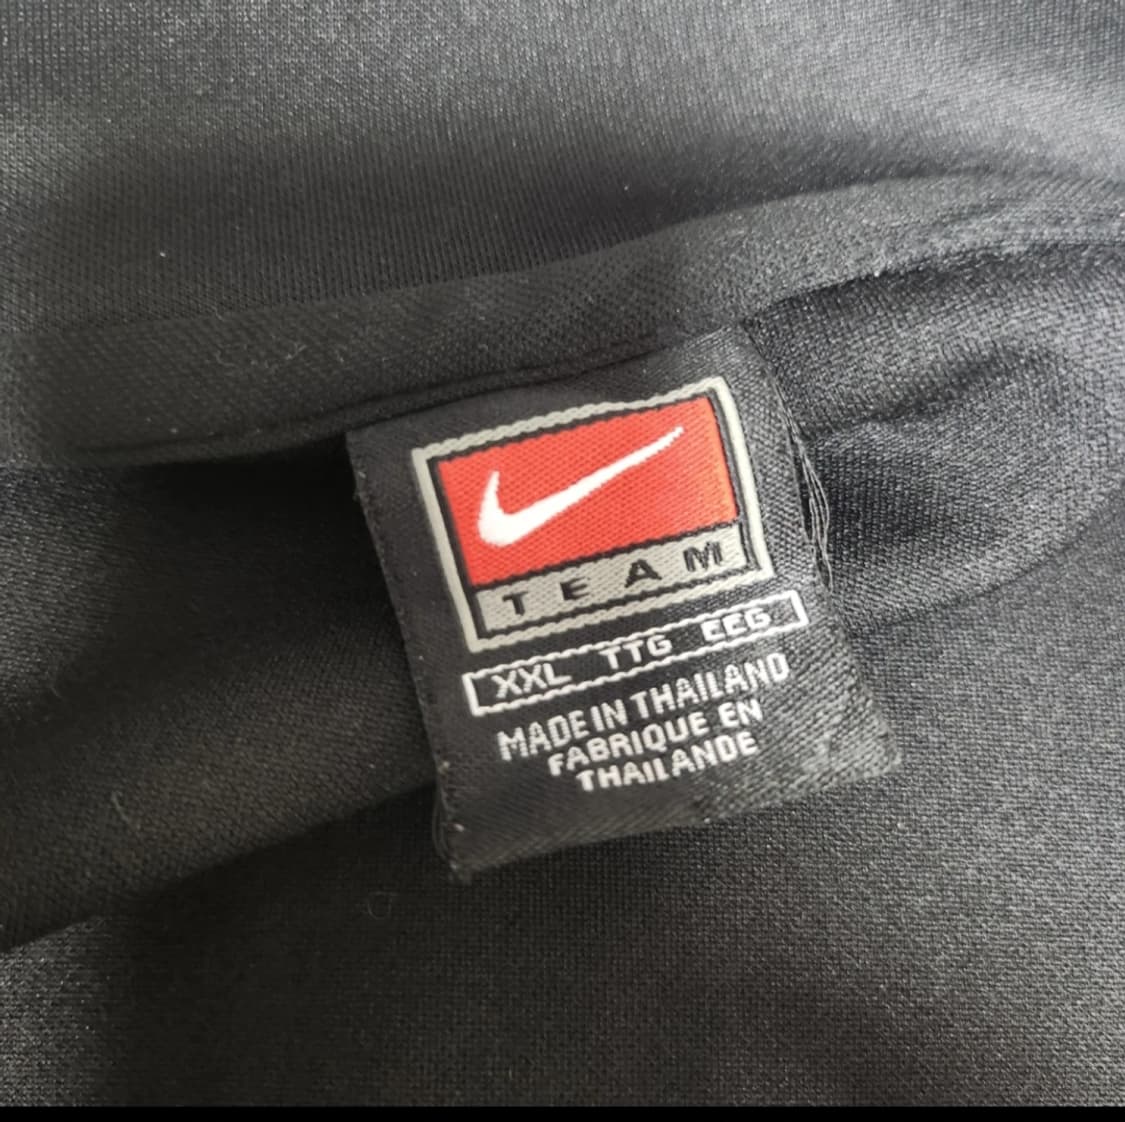 TEAM
XXL TTG EEG
MADE IN THAILAND
FABRIQUE EN
THAILANDE